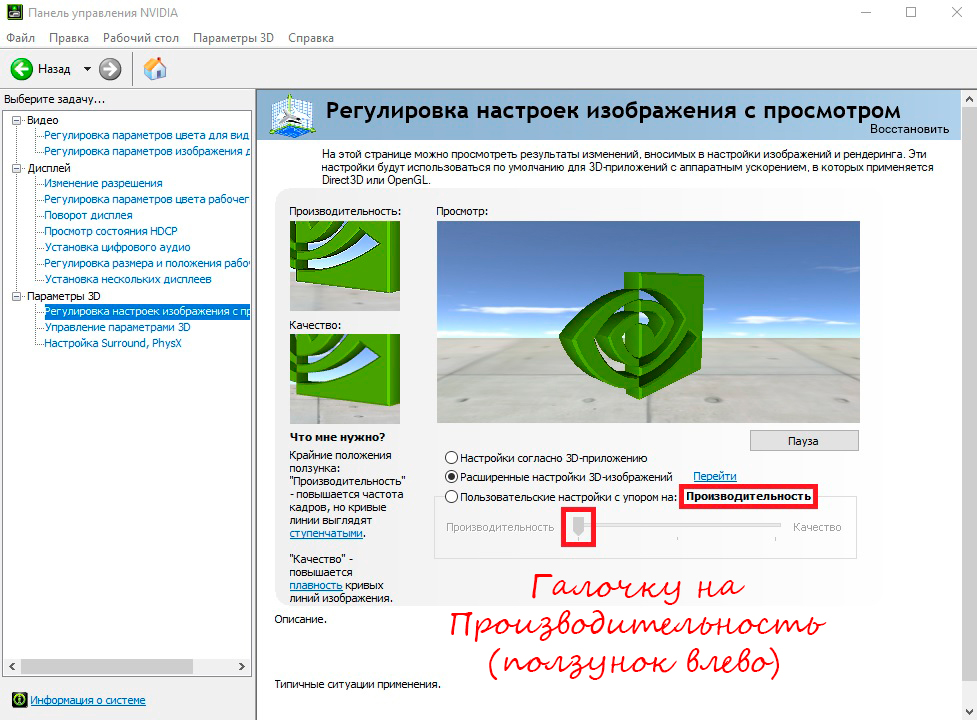 Панель управления NVIDIA
Файл Правка Рабочий стол Параметры 3D Справка
Назад
Выберите задачу...
Видео
Регулировка параметров цвета для вид
Регулировка параметров изображения д
Дисплей
Изменение разрешения
Регулировка параметров цвета рабочег
Поворот дисплея
Просмотр состояния HDCP
Установка цифрового аудио
Регулировка размера и положения рабо
Установка нескольких дисплеев
Параметры 3D
Регулировка настроек изображения с пр
Управление параметрами 3D
Настройка Surround, PhysX
Информация о системе
Регулировка настроек изображения с просмотром
Восстановить
На этой странице можно просмотреть результаты изменений, вносимых в настройки изображений и рендеринга. Эти
настройки будут использоваться по умолчанию для 3D-приложений с аппаратным ускорением, в которых применяется
Direct3D или OpenGL.
Производительность:
Качество:
Что мне нужно?
Крайние положения
ползунка:
"Производительность"
- повышается частота
кадров, но кривые
линии выглядят
ступенчатыми.
"Качество" -
повышается
плавность кривых
линий изображения.
Просмотр:
Пауза
Настройки согласно 3D-приложению
Расширенные настройки 3D-изображений Перейти
Пользовательские настройки с упором на: Производительность
Производительность Качество
Галочку на
Производительность
(ползунок влево)
Описание.
Типичные ситуации применения.